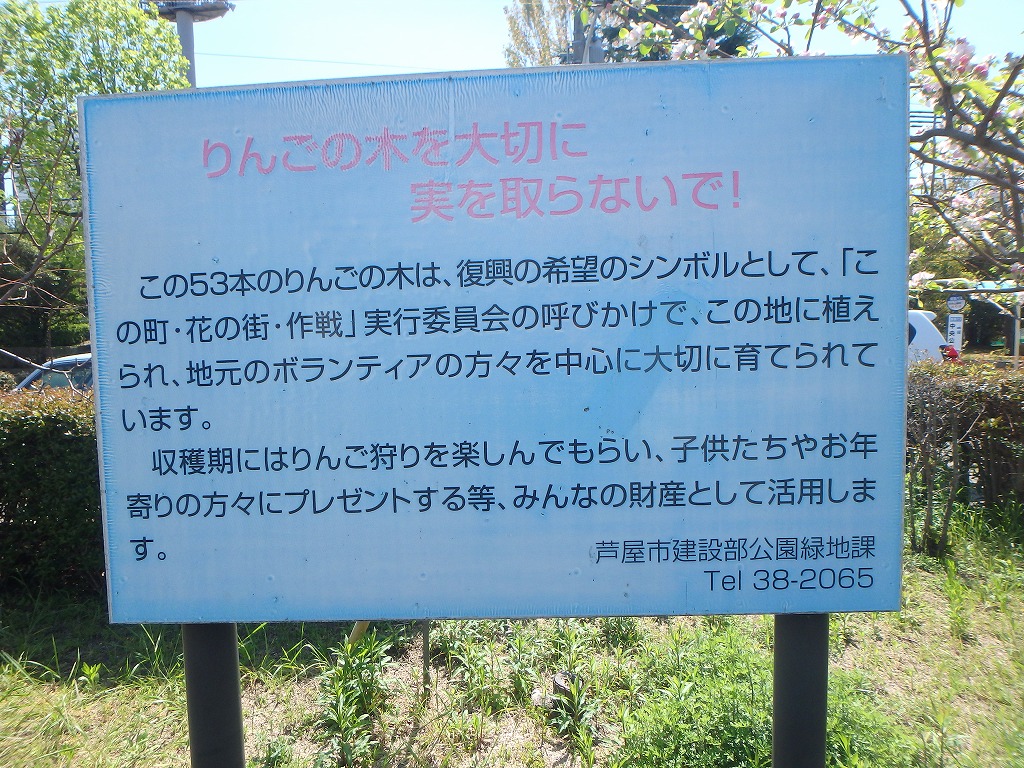 りんごの木を大切に
実を取らないで!
この53本のりんごの木は、復興の希望のシンボルとして、「こ
の町・花の街・作戦」実行委員会の呼びかけで、この地に植え
られ、地元のボランティアの方々を中心に大切に育てられて
います。
収穫期にはりんご狩りを楽しんでもらい、子供たちやお年
寄りの方々にプレゼントする等、みんなの財産として活用しま
す。
芦屋市建設部公園緑地課
Tel 38-2065